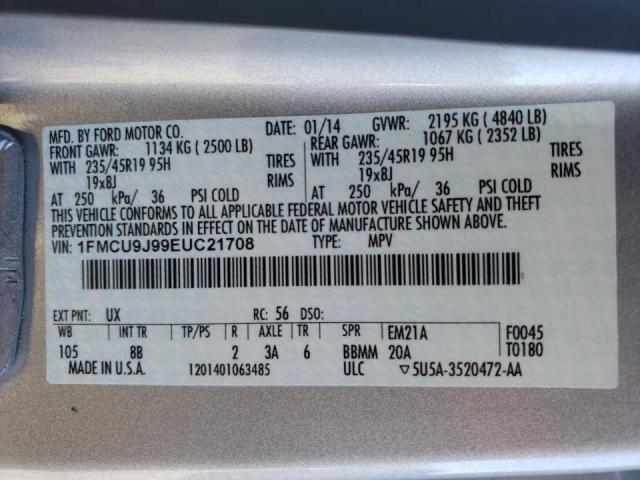 MFD. BY FORD MOTOR CO. 01/14 GVWR: 2195 KG ( 4840 LB)
FRONT GAWR: 1134 KG ( 2500 LB) REAR GAWR: 1067 KG ( 2352 LB)
WITH 235/45R19 95H TIRES WITH 235/45R19 95H TIRES
19x8J RIMS 19x8J RIMS
AT 250 kPa/ 36 PSI COLD AT 250 kPa/ 36 PSI COLD
THIS VEHICLE CONFORMS TO ALL APPLICABLE FEDERAL MOTOR VEHICLE SAFETY AND THEFT
PREVENTION STANDARDS IN EFFECT ON THE DATE OF MANUFACTURE SHOWN ABOVE.
VIN: 1FMCU9J99EUC21708 TYPE: MPV
EXT PNT: UX RC: 56 DSO:
WB INT TR TP/PS R AXLE TR SPR EM21A F0045
105 8B 2 3A 6 BBMM 20A T0180
MADE IN U.S.A. 1201401063485 ULC ▽5U5A-3520472-AA